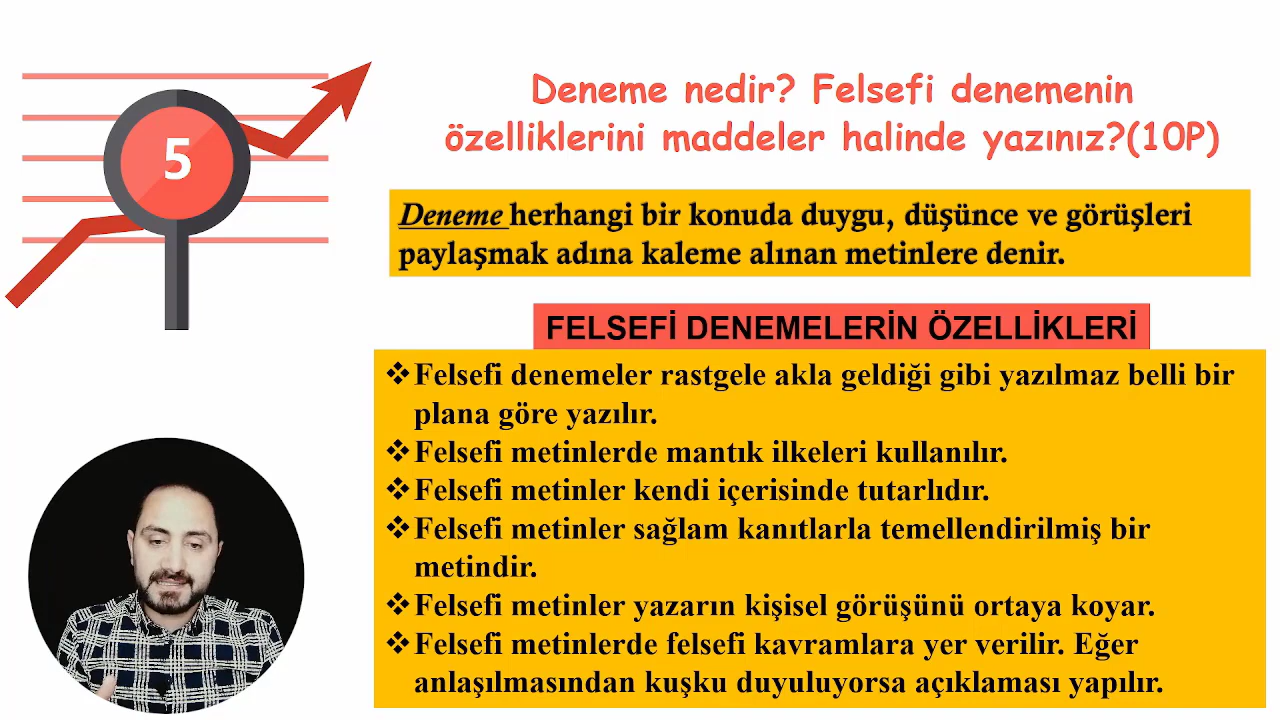 5
Deneme nedir? Felsefi denemenin
özelliklerini maddeler halinde yazınız?(10P)
Deneme herhangi bir konuda duygu, düşünce ve görüşleri
paylaşmak adına kaleme alınan metinlere denir.
FELSEFİ DENEMELERİN ÖZELLİKLERİ
❖Felsefi denemeler rastgele akla geldiği gibi yazılmaz belli bir
plana göre yazılır.
❖Felsefi metinlerde mantık ilkeleri kullanılır.
❖Felsefi metinler kendi içerisinde tutarlıdır.
❖Felsefi metinler sağlam kanıtlarla temellendirilmiş bir
metindir.
❖Felsefi metinler yazarın kişisel görüşünü ortaya koyar.
❖Felsefi metinlerde felsefi kavramlara yer verilir. Eğer
anlaşılmasından kuşku duyuluyorsa açıklaması yapılır.